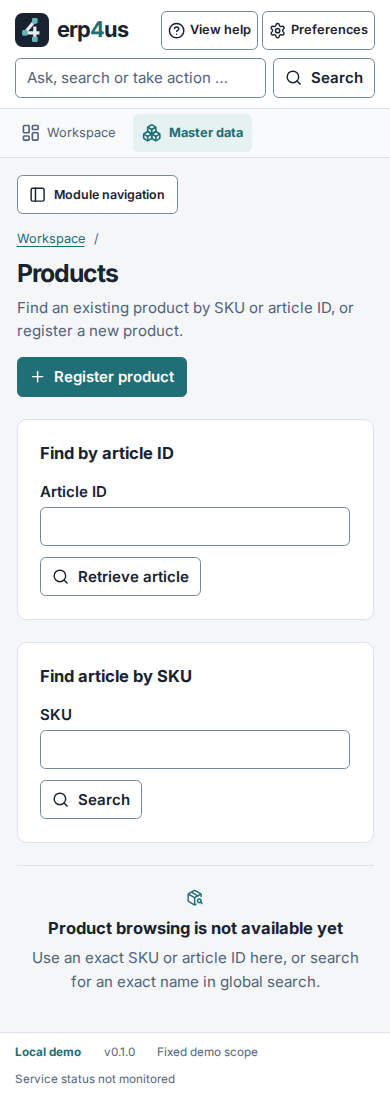 erp4us
View help
Preferences
Ask, search or take action ...
Search
Workspace
Master data
Module navigation
Workspace /
Products
Find an existing product by SKU or article ID, or
register a new product.
Register product
Find by article ID
Article ID
Retrieve article
Find article by SKU
SKU
Search
Product browsing is not available yet
Use an exact SKU or article ID here, or search
for an exact name in global search.
Local demo v0.1.0 Fixed demo scope
Service status not monitored